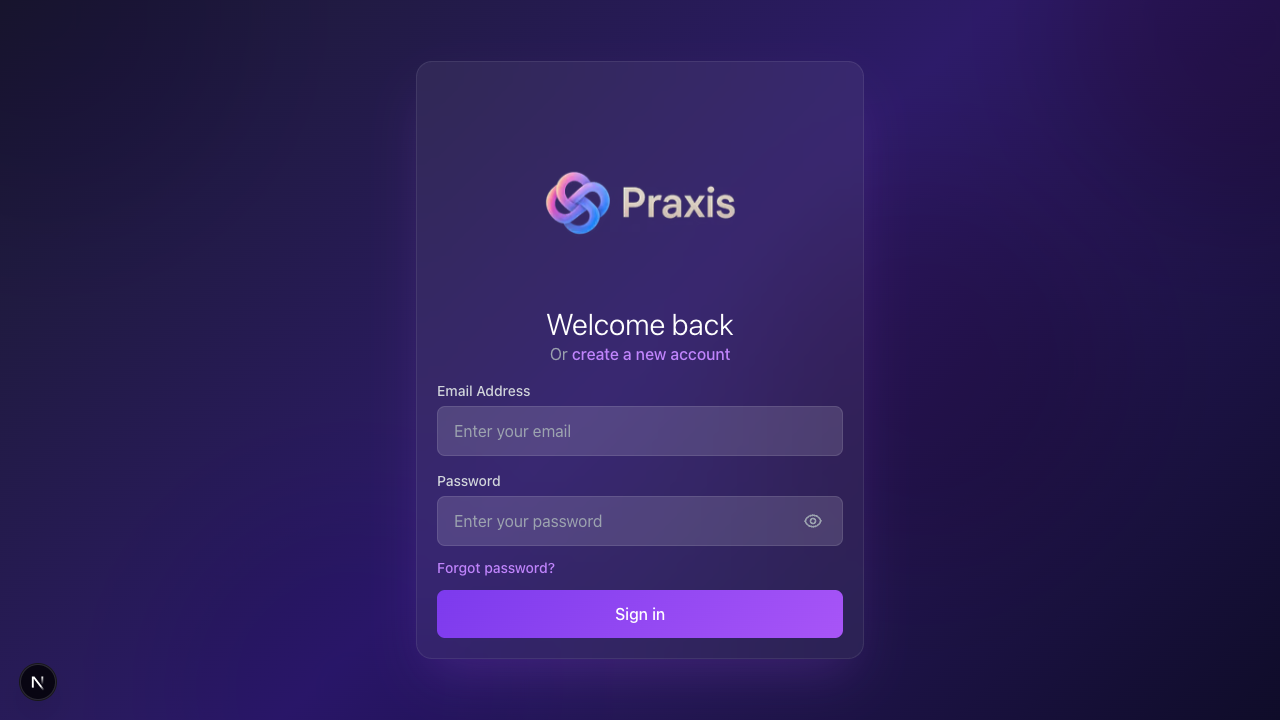 Praxis
Welcome back
Or create a new account
Email Address
Enter your email
Password
Enter your password
Forgot password?
Sign in
N